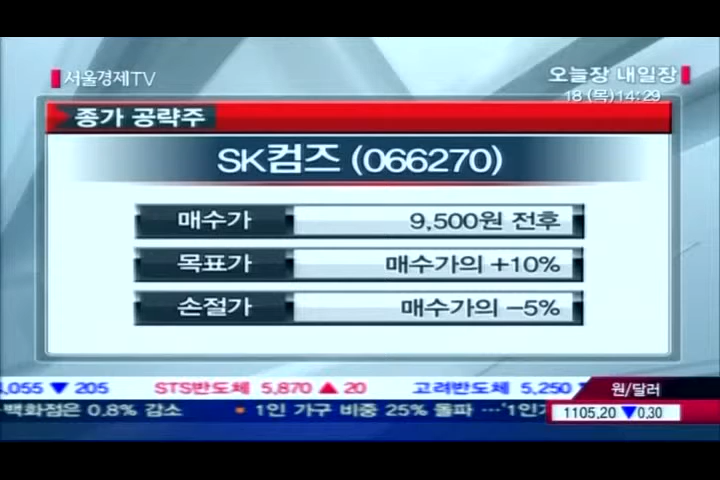 서울경제TV
오늘장 내일장
18 (목)14:29
종가 공략주
SK컴즈 (066270)
매수가 9,500원 전후
목표가 매수가의 +10%
손절가 매수가의 -5%
,055 ▼ 205 STS반도체 5,870 ▲ 20 고려반도체 5,250
원/달러
백화점은 0.8% 감소 • 1인 가구 비중 25% 돌파 …'1인
1105.20 ▼0.30